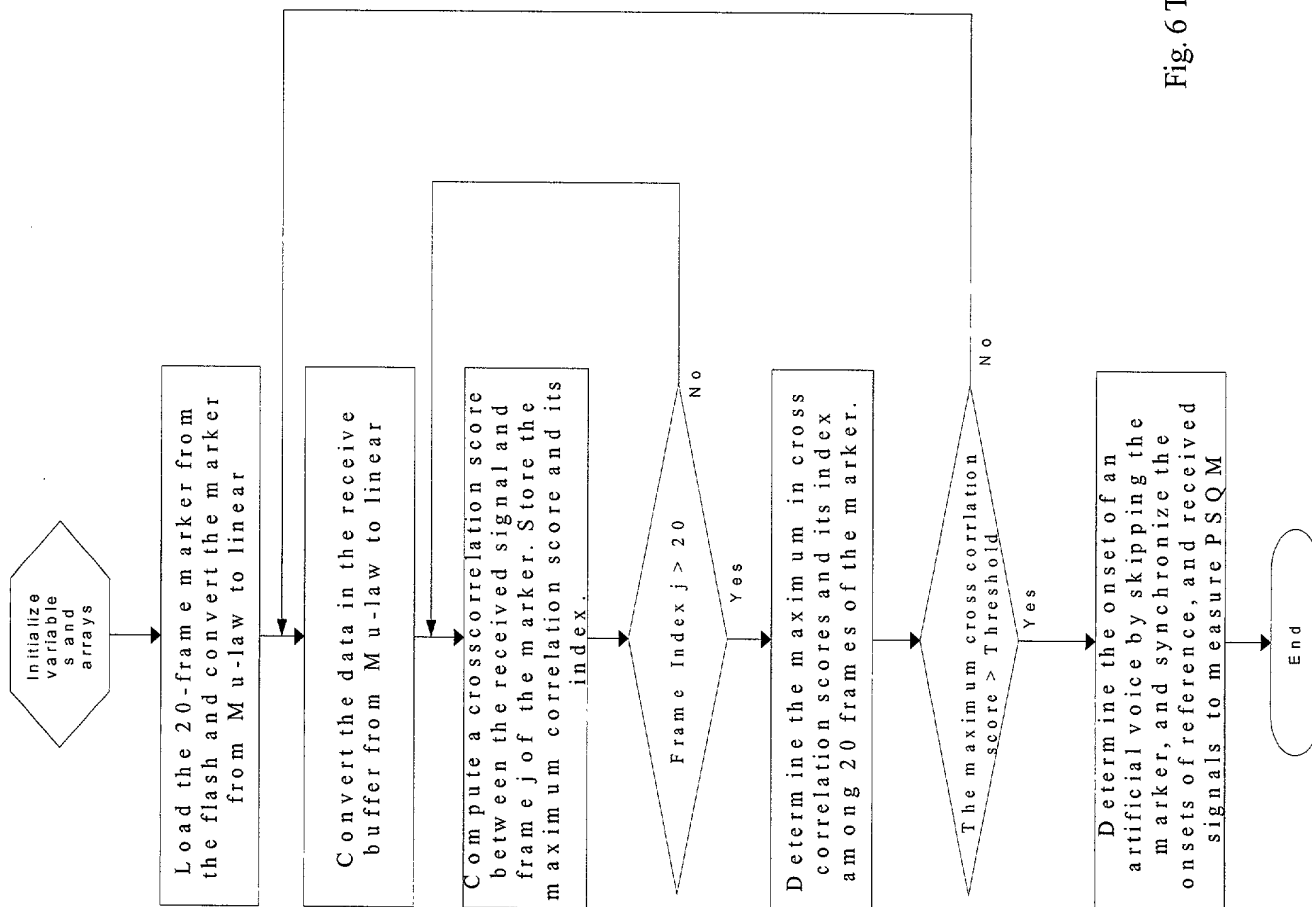 Initialize
variable
s and
arrays
Load the 20-frame marker from
the flash and convert the marker
from Mu-law to linear
Convert the data in the receive
buffer from Mu-law to linear
Compute a crosscorrelation score
between the received signal and
frame j of the marker. Store the
maximum correlation score and its
index.
Frame Index j > 20
No
Yes
Determine the maximum in cross
correlation scores and its index
among 20 frames of the marker.
The maximum cross corrlation
score > Threshold
No
Yes
Determine the onset of an
artificial voice by skipping the
marker, and synchronize the
onsets of reference, and received
signals to measure PSQM
End
Fig. 6 T